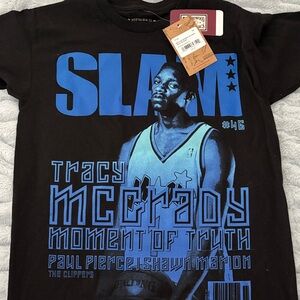 SLAM
#46
TRACY
MCGRADY
MOMENT OF TRUTH
PAUL PIERCE | SHAWN MARION
THE CLIPPERS